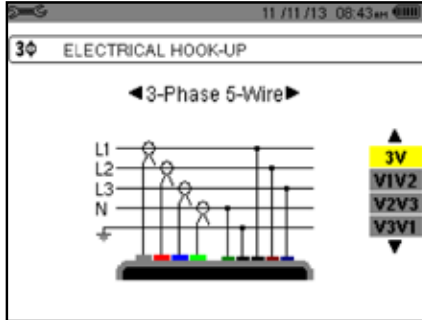 11/11/13 08:43am
3Φ ELECTRICAL HOOK-UP
◄3-Phase 5-Wire►
L1
L2
L3
N
3V
V1V2
V2V3
V3V1